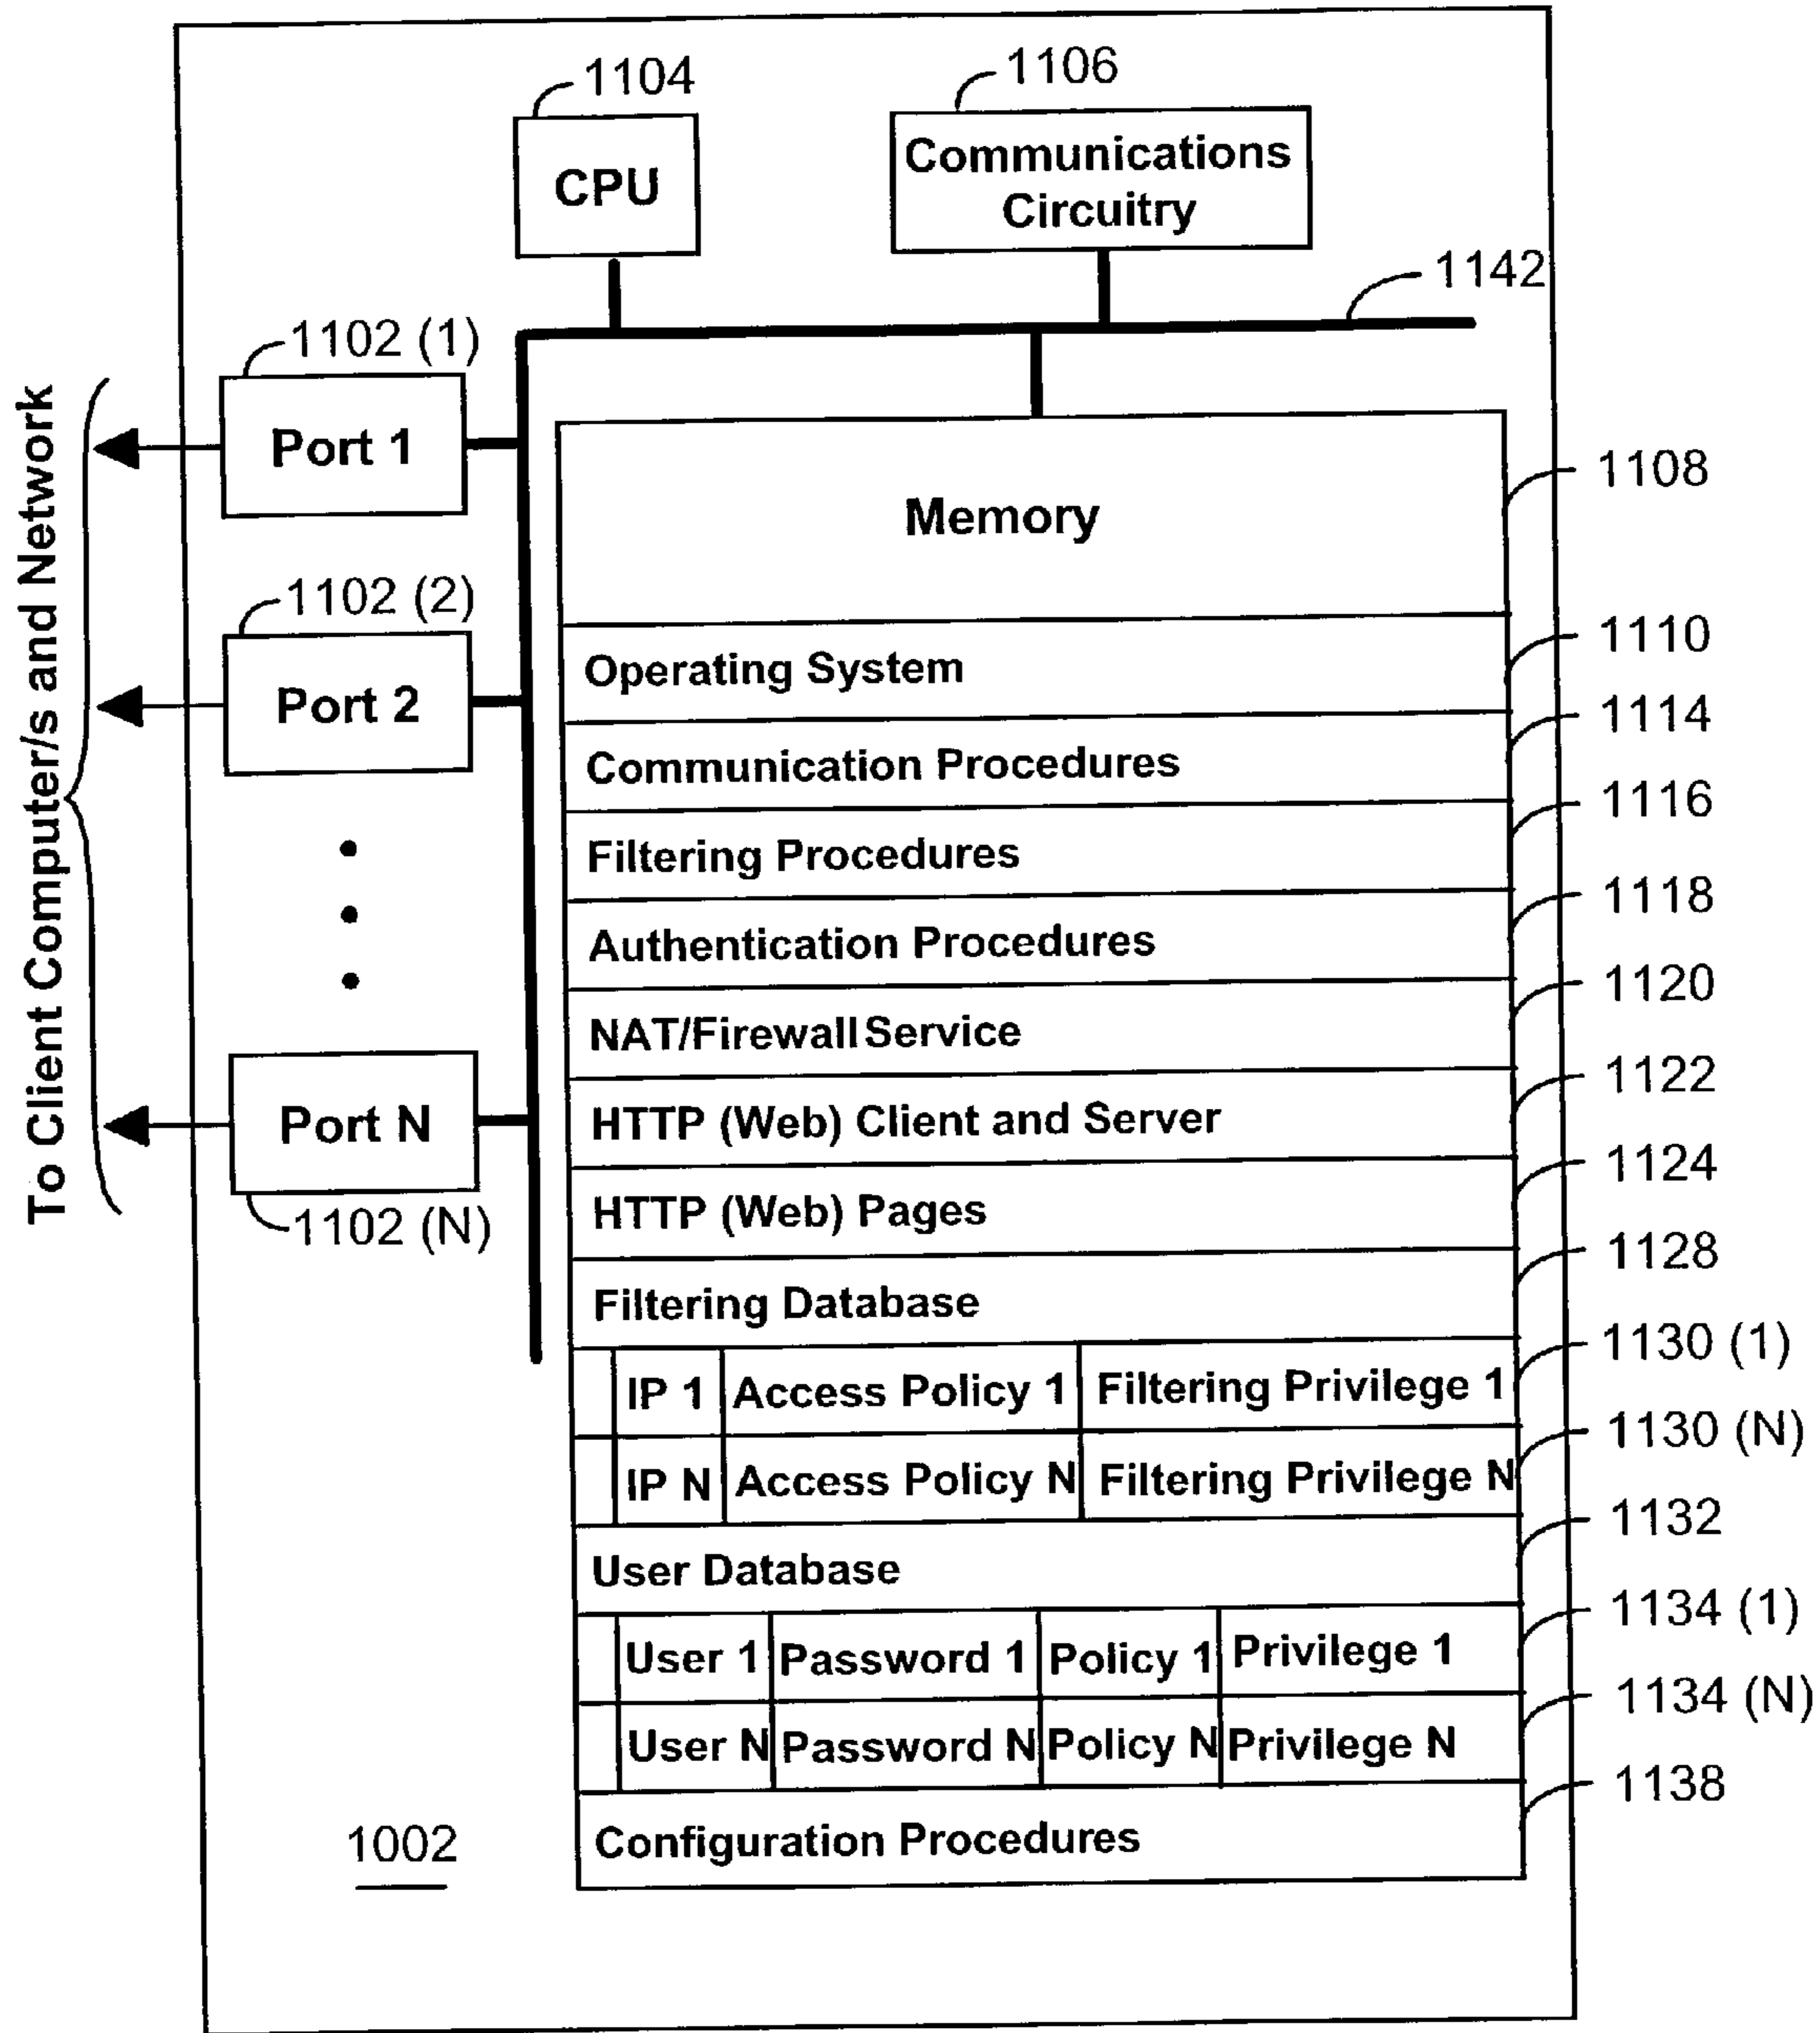 1104
1106
CPU
Communications
Circuitry
1142
1102 (1)
Port 1
1102 (2)
Port 2
Port N
1102 (N)
To Client Computer/s and Network
Memory
1108
Operating System
1110
Communication Procedures
1114
Filtering Procedures
1116
Authentication Procedures
1118
NAT/Firewall Service
1120
HTTP (Web) Client and Server
1122
HTTP (Web) Pages
1124
Filtering Database
1128
IP 1 Access Policy 1 Filtering Privilege 1
1130 (1)
IP N Access Policy N Filtering Privilege N
1130 (N)
User Database
1132
User 1 Password 1 Policy 1 Privilege 1
1134 (1)
User N Password N Policy N Privilege N
1134 (N)
Configuration Procedures
1138
1002